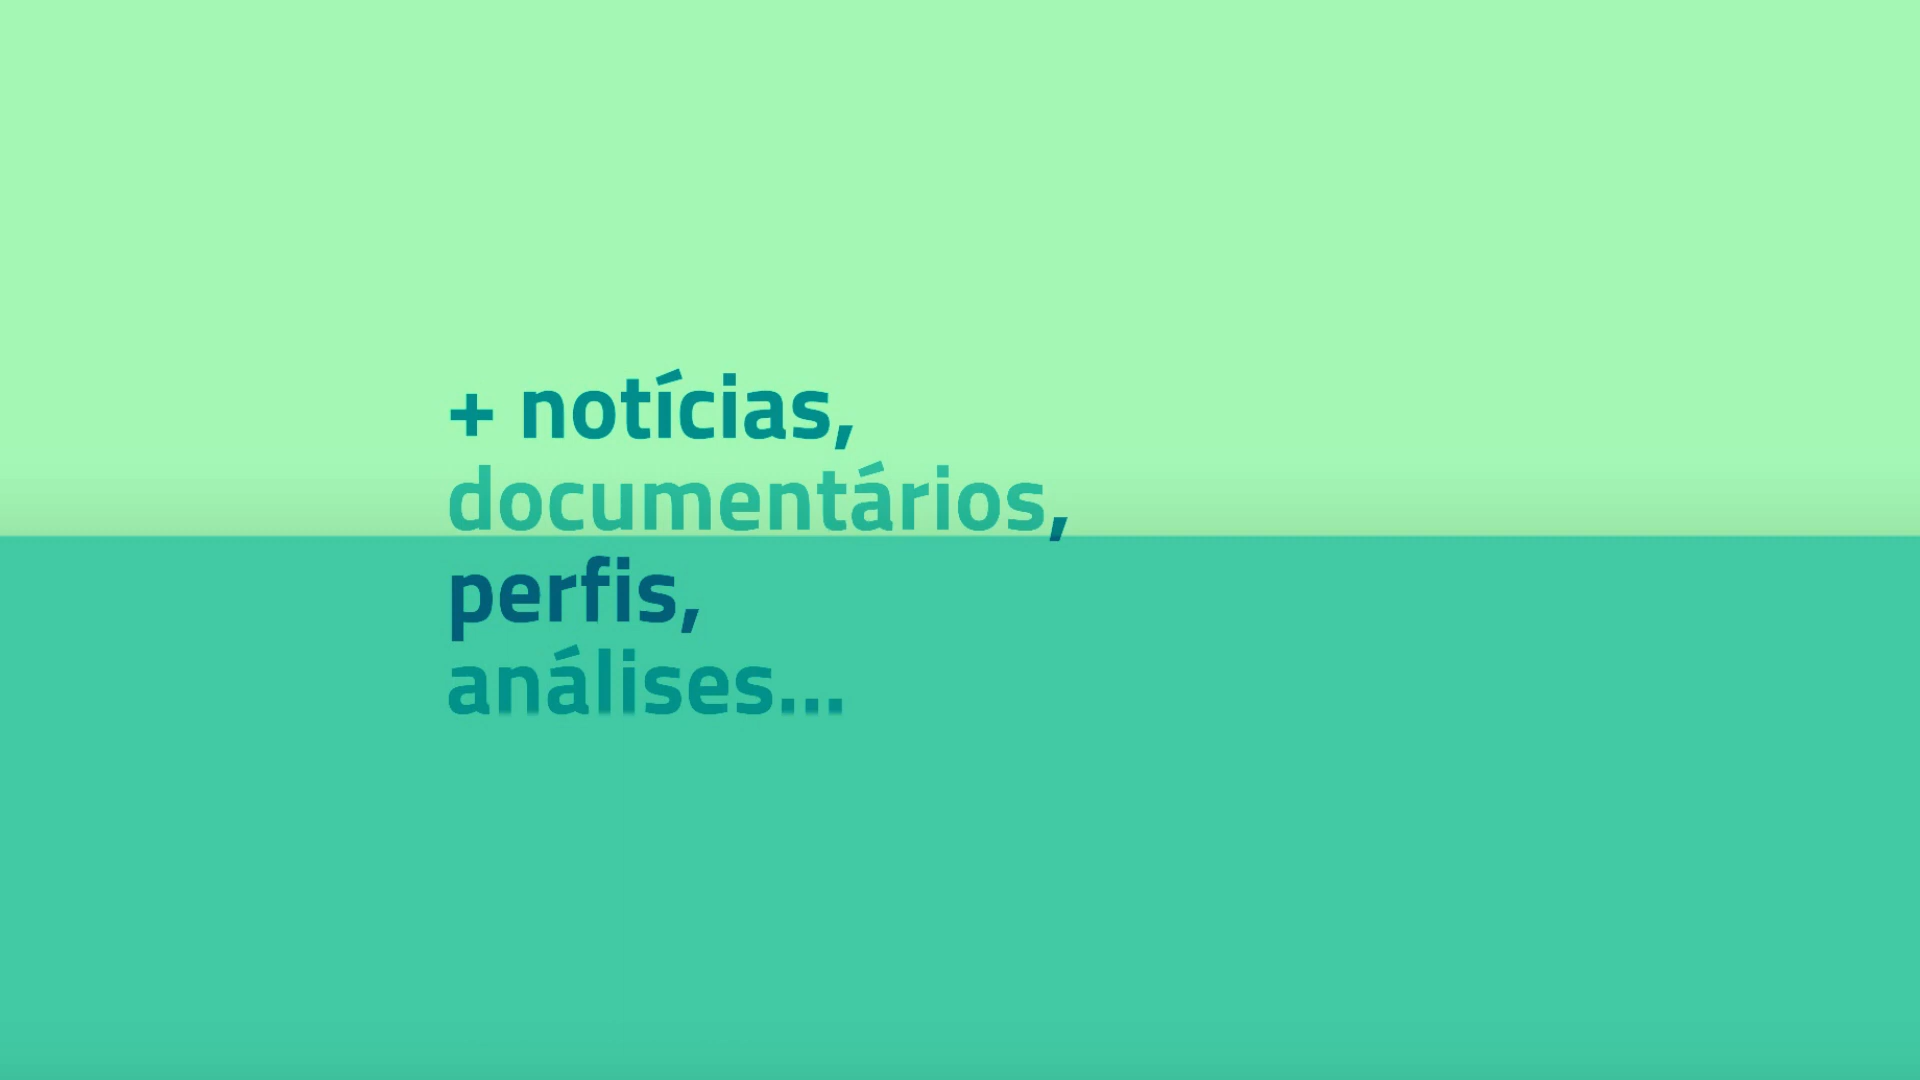 + notícias,
documentários,
perfis,
análises...